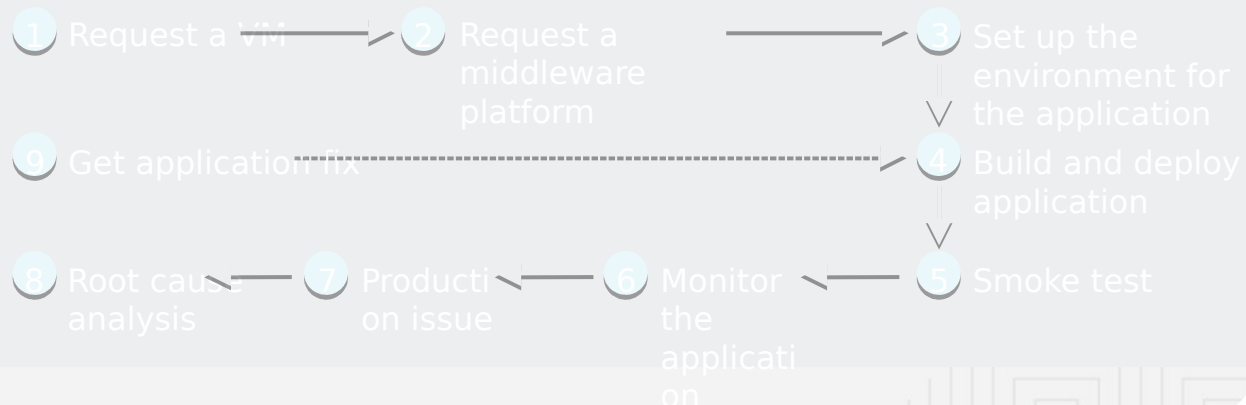 1 Request a VM
2 Request a
middleware
platform
3 Set up the
environment for
the application
9 Get application fix
4 Build and deploy
application
8 Root cause
analysis
7 Producti
on issue
6 Monitor
the
applicati
on
5 Smoke test